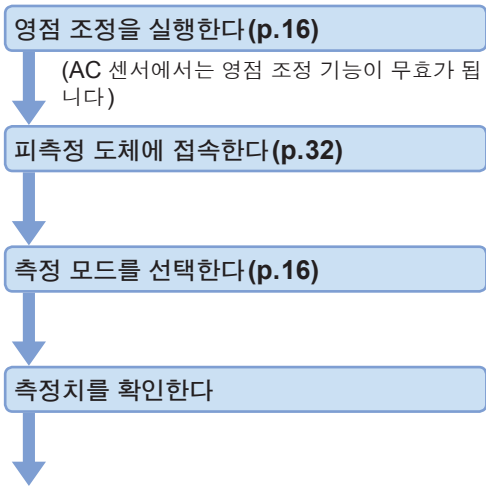 영점 조정을 실행한다(p.16)
(AC 센서에서는 영점 조정 기능이 무효가 됩
니다)
피측정 도체에 접속한다(p.32)
측정 모드를 선택한다(p.16)
측정치를 확인한다